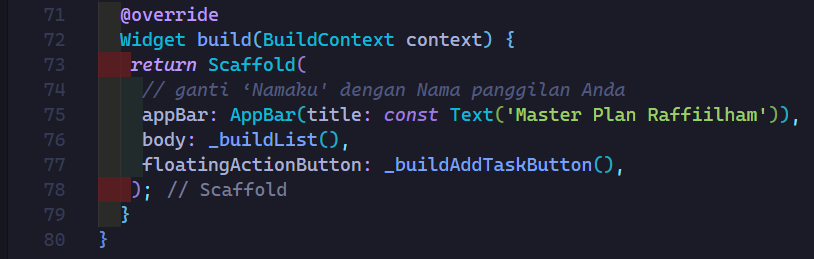 71 @override
72 Widget build(BuildContext context) {
73 return Scaffold(
74 // ganti ‘Namaku' dengan Nama panggilan Anda
75 appBar: AppBar(title: const Text('Master Plan Raffiilham')),
76 body: _buildList(),
77 floatingActionButton: _buildAddTaskButton(),
78 ); // Scaffold
79 }
80 }